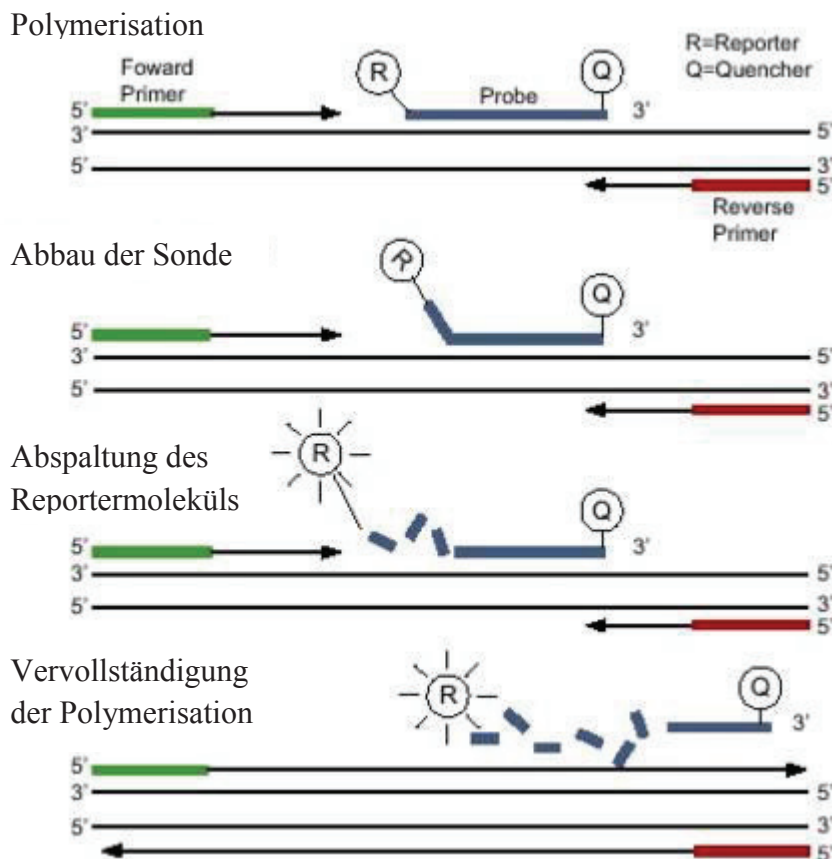 Polymerisation
R=Reporter
Q=Quencher
Foward
Primer
R
Probe
Q
5'
3'
3'
5'
5'
3'
5'
Reverse
Primer
Abbau der Sonde
R
Q
5'
3'
3'
5'
5'
3'
5'
Abspaltung des
Reportermoleküls
R
Q
5'
3'
3'
5'
5'
3'
5'
Vervollständigung
der Polymerisation
R
Q
3'
5'
3'
5'
5'
3'
5'